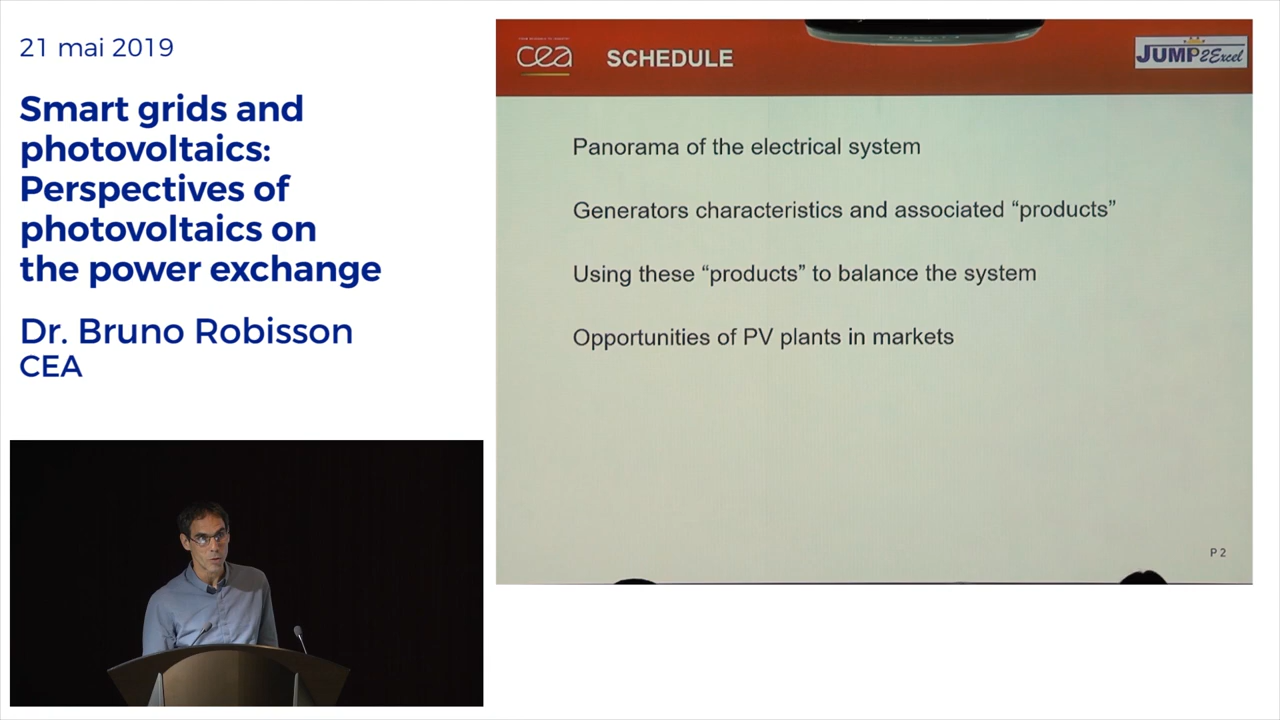 21 mai 2019
Smart grids and
photovoltaics:
Perspectives of
photovoltaics on
the power exchange
Dr. Bruno Robisson
CEA
cea
SCHEDULE
JUMP2Excel
Panorama of the electrical system
Generators characteristics and associated “products”
Using these “products” to balance the system
Opportunities of PV plants in markets
P 2